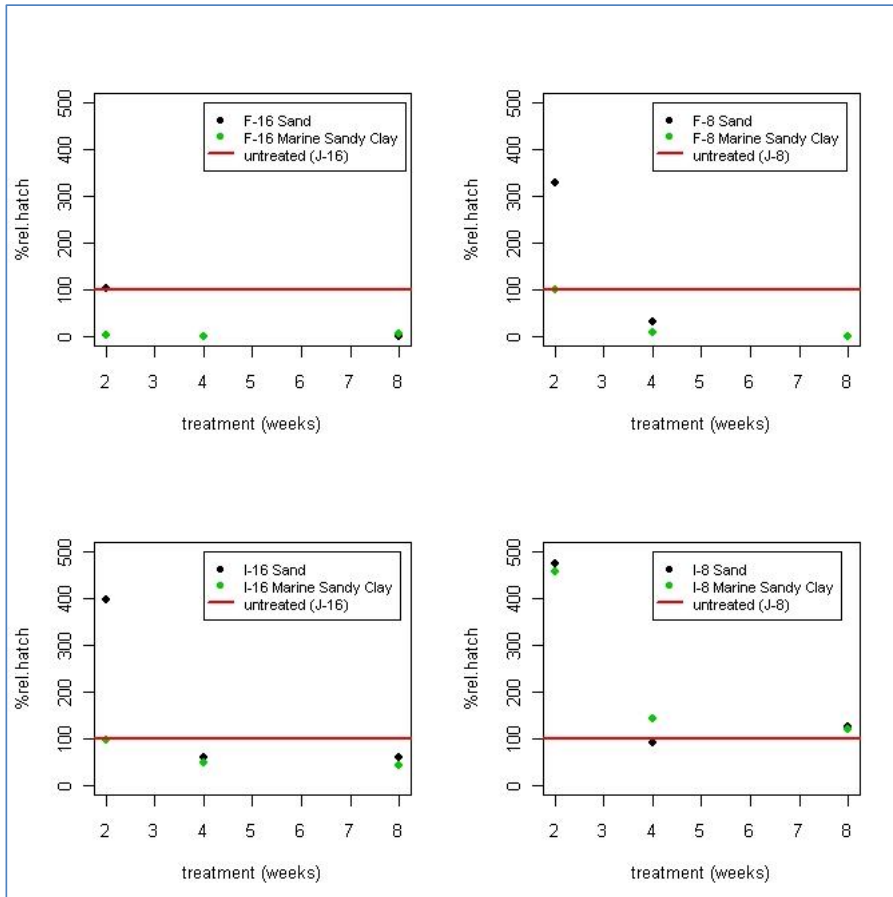 500
400
300
200
100
0
%rel.hatch
F-16 Sand
F-16 Marine Sandy Clay
untreated (J-16)
2 3 4 5 6 7 8
treatment (weeks)
500
400
300
200
100
0
%rel.hatch
F-8 Sand
F-8 Marine Sandy Clay
untreated (J-8)
2 3 4 5 6 7 8
treatment (weeks)
500
400
300
200
100
0
%rel.hatch
I-16 Sand
I-16 Marine Sandy Clay
untreated (J-16)
2 3 4 5 6 7 8
treatment (weeks)
500
400
300
200
100
0
%rel.hatch
I-8 Sand
I-8 Marine Sandy Clay
untreated (J-8)
2 3 4 5 6 7 8
treatment (weeks)